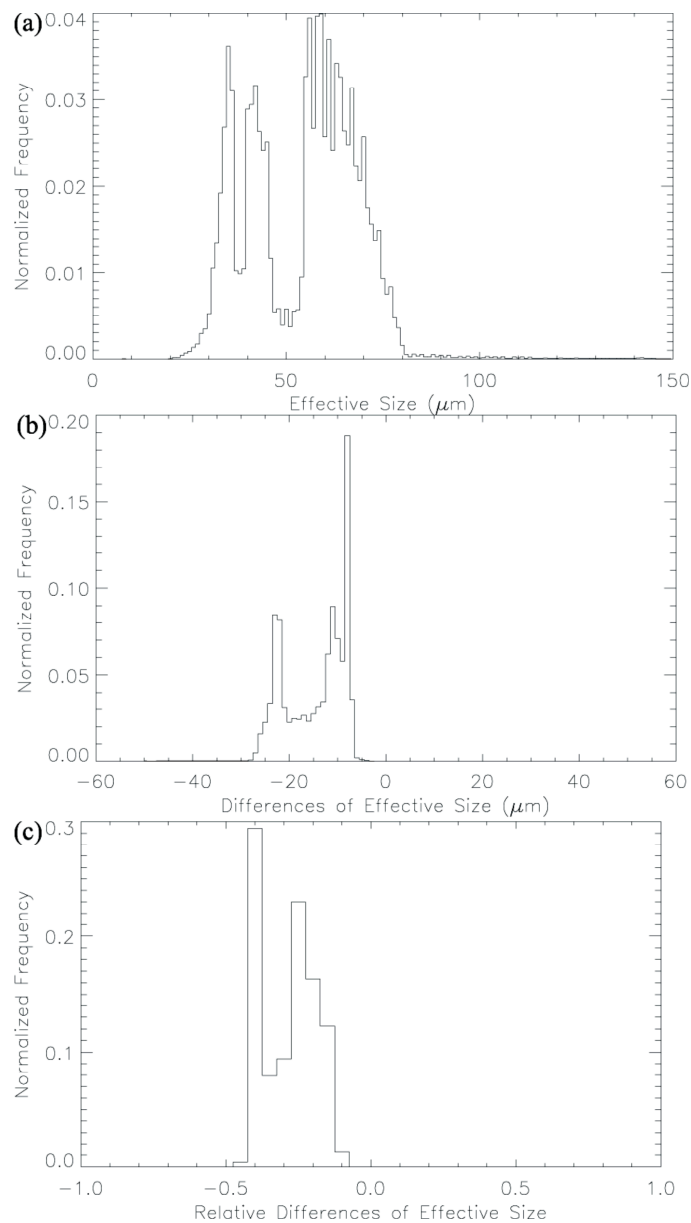 (a)
0.04
0.03
0.02
0.01
0.00
Normalized Frequency
0 50 100 150
Effective Size (μm)
(b)
0.20
0.15
0.10
0.05
0.00
Normalized Frequency
-60 -40 -20 0 20 40 60
Differences of Effective Size (μm)
(c)
0.3
0.2
0.1
0.0
Normalized Frequency
-1.0 -0.5 0.0 0.5 1.0
Relative Differences of Effective Size